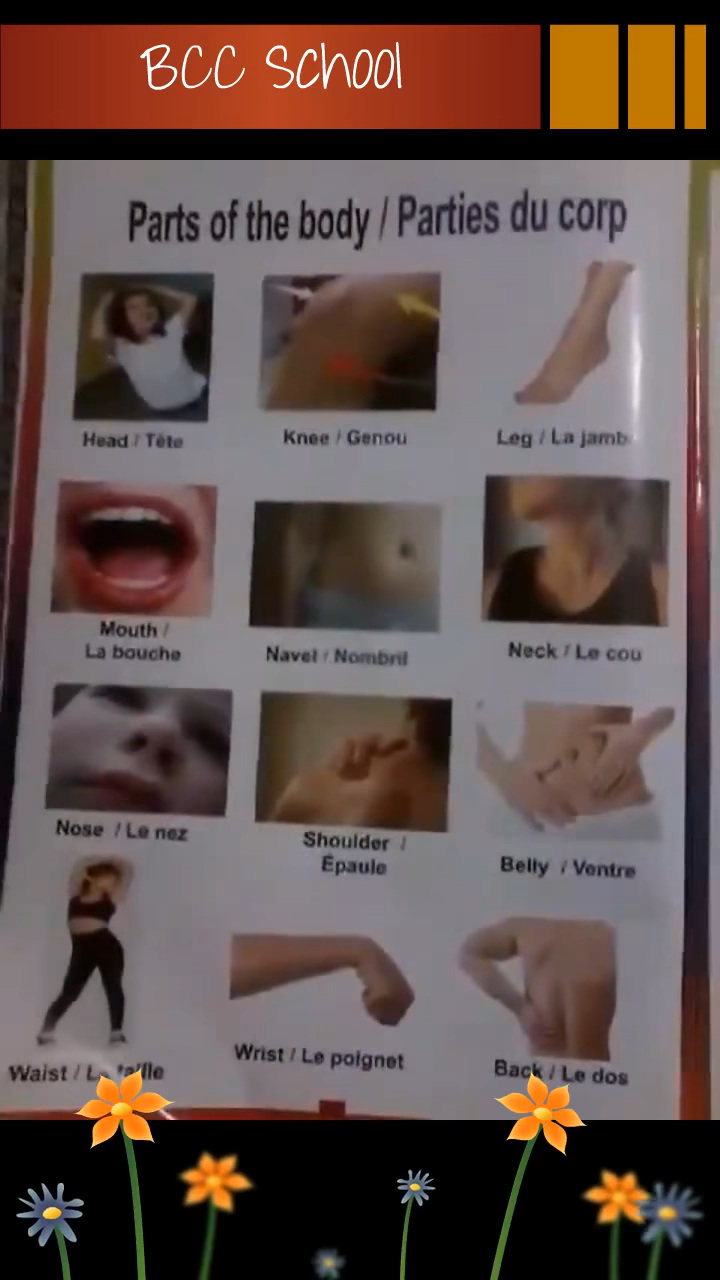 BCC School
Parts of the body / Parties du corp
Head / Tête
Knee / Genou
Leg / La jamb
Mouth /
La bouche
Navel / Nombril
Neck / Le cou
Nose / Le nez
Shoulder /
Épaule
Belly / Ventre
Waist / La taille
Wrist / Le poignet
Back / Le dos